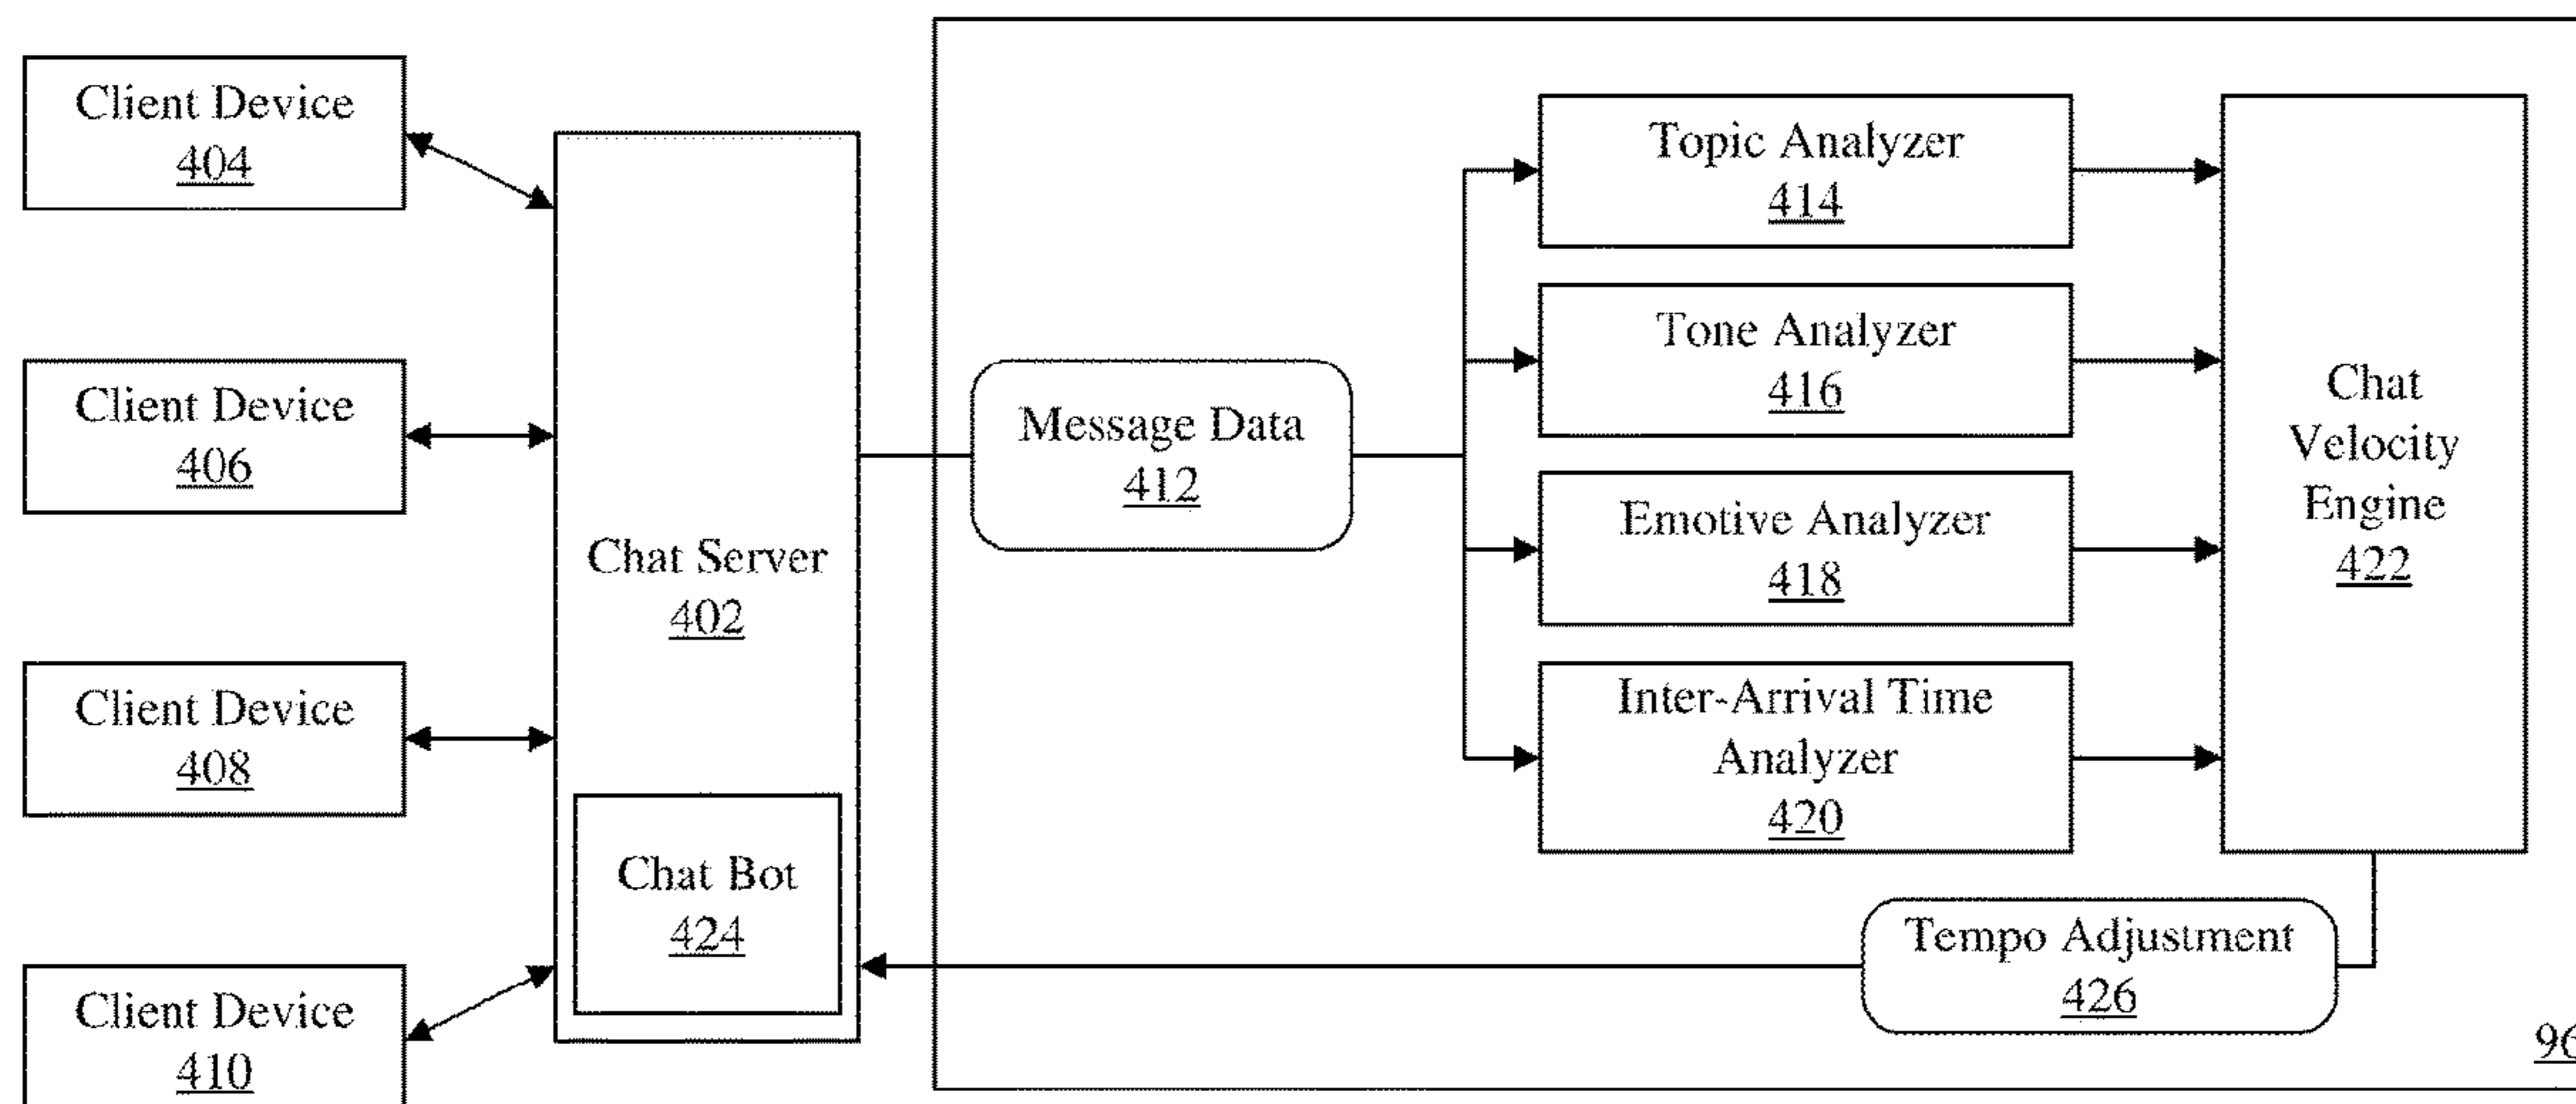 Client Device
404
Client Device
406
Client Device
408
Client Device
410
Chat Server
402
Chat Bot
424
Message Data
412
Topic Analyzer
414
Tone Analyzer
416
Emotive Analyzer
418
Inter-Arrival Time
Analyzer
420
Chat
Velocity
Engine
422
Tempo Adjustment
426
96